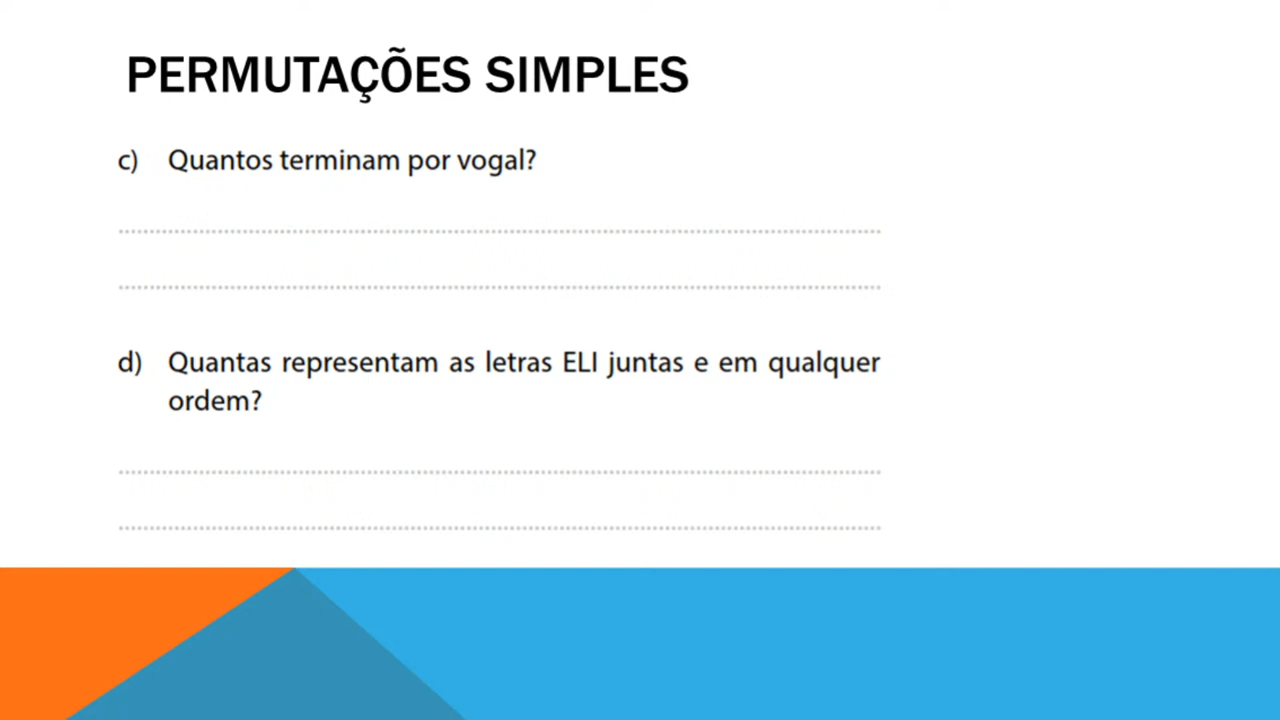 PERMUTAÇÕES SIMPLES
c) Quantos terminam por vogal?
d) Quantas representam as letras ELI juntas e em qualquer
ordem?